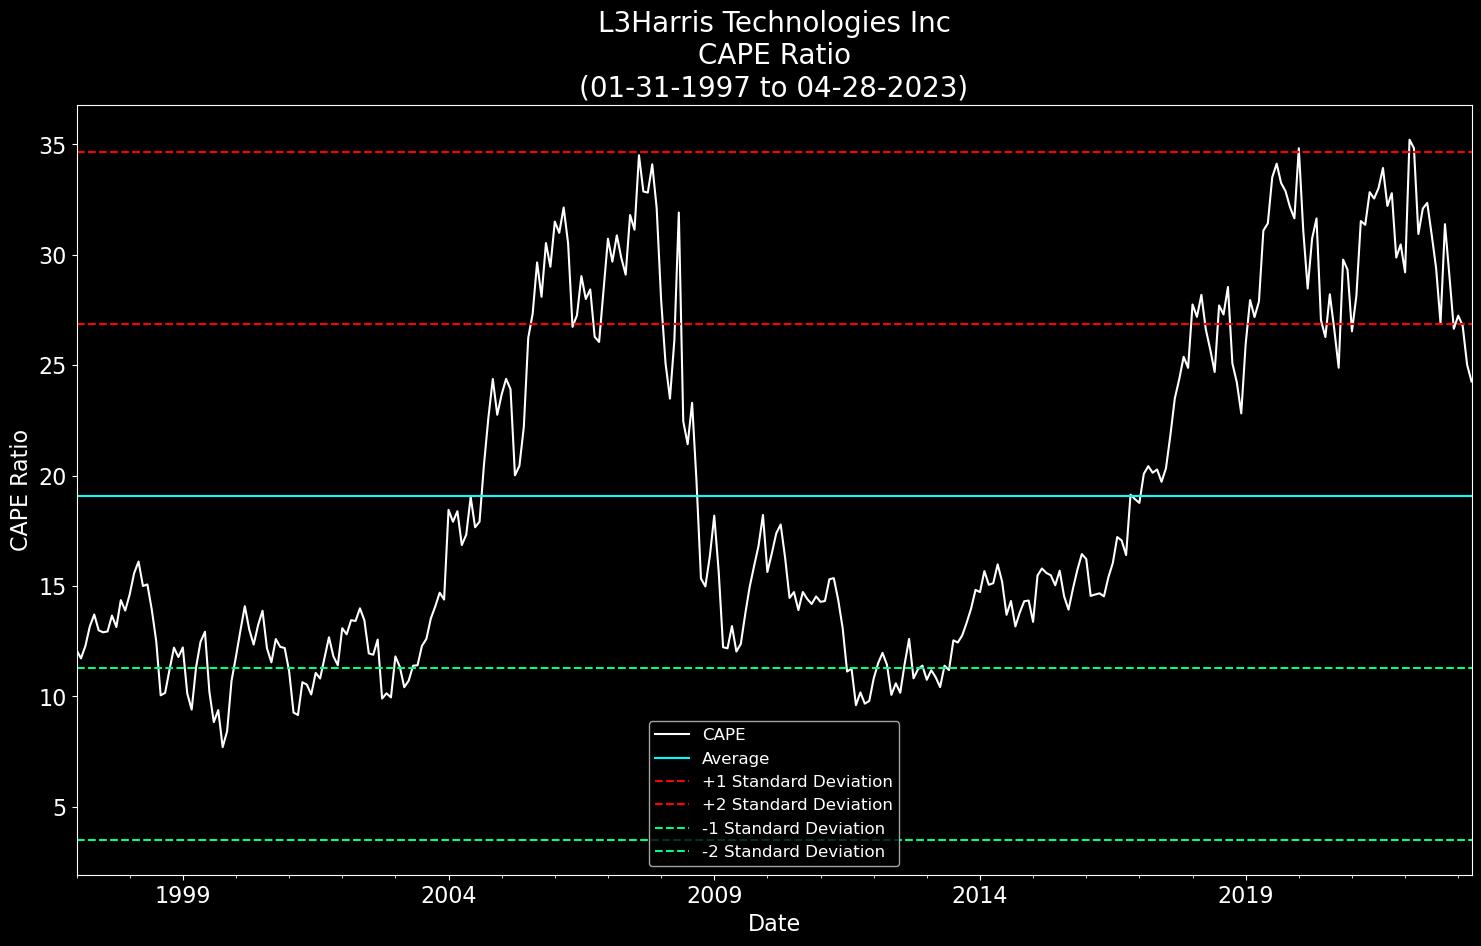 L3Harris Technologies Inc
CAPE Ratio
(01-31-1997 to 04-28-2023)
35
30
25
20
15
10
5
CAPE Ratio
CAPE
Average
+1 Standard Deviation
+2 Standard Deviation
-1 Standard Deviation
-2 Standard Deviation
1999 2004 2009 2014 2019
Date